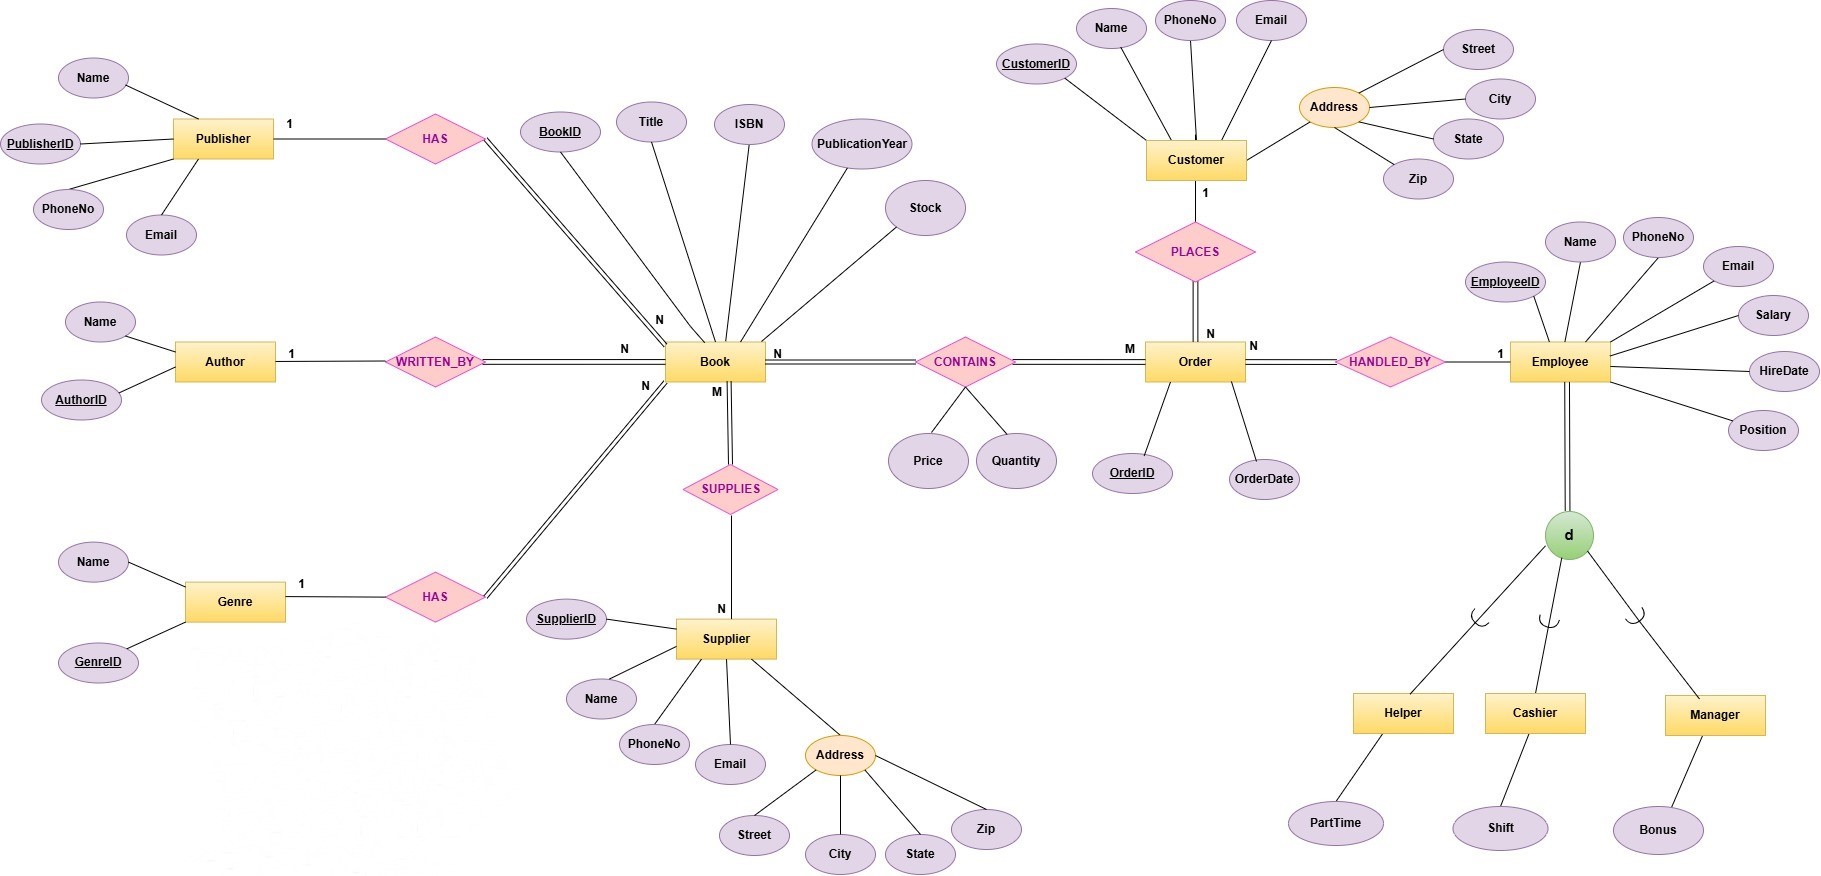 Name
PublisherID
Publisher
PhoneNo
Email
1
HAS
BookID
Title
ISBN
PublicationYear
Stock
CustomerID
Name
PhoneNo
Email
Street
Address
City
State
Zip
Customer
1
PLACES
Name
Author
AuthorID
1
WRITTEN_BY
N
N
Book
N
N
M
CONTAINS
M
Price
Quantity
N
Order
N
OrderID
OrderDate
HANDLED_BY
1
EmployeeID
Name
PhoneNo
Email
Salary
HireDate
Position
Employee
Name
Genre
GenreID
1
HAS
SUPPLIES
N
SupplierID
Supplier
Name
PhoneNo
Email
Address
Street
City
State
Zip
d
Helper
Cashier
Manager
PartTime
Shift
Bonus